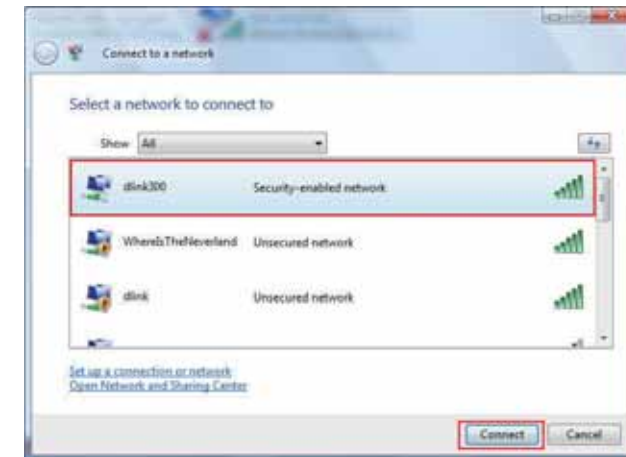 Connect to a network
Select a network to connect to
Show All
dlink300 Security-enabled network
WhereIsTheNeverland Unsecured network
dlink Unsecured network
Set up a connection or network
Open Network and Sharing Center
Connect Cancel